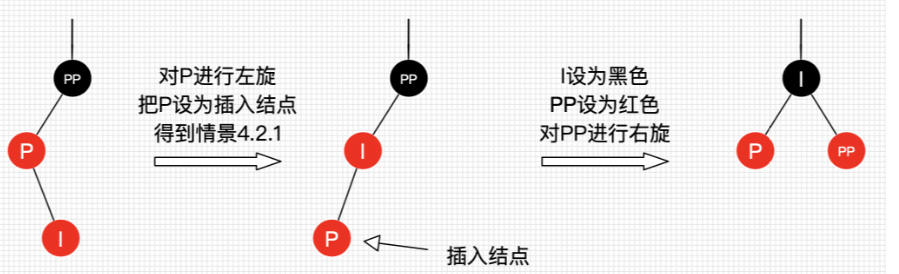 PP
P
I
对P进行左旋
把P设为插入结点
得到情景4.2.1
PP
I
P
插入结点
I设为黑色
PP设为红色
对PP进行右旋
I
P
PP